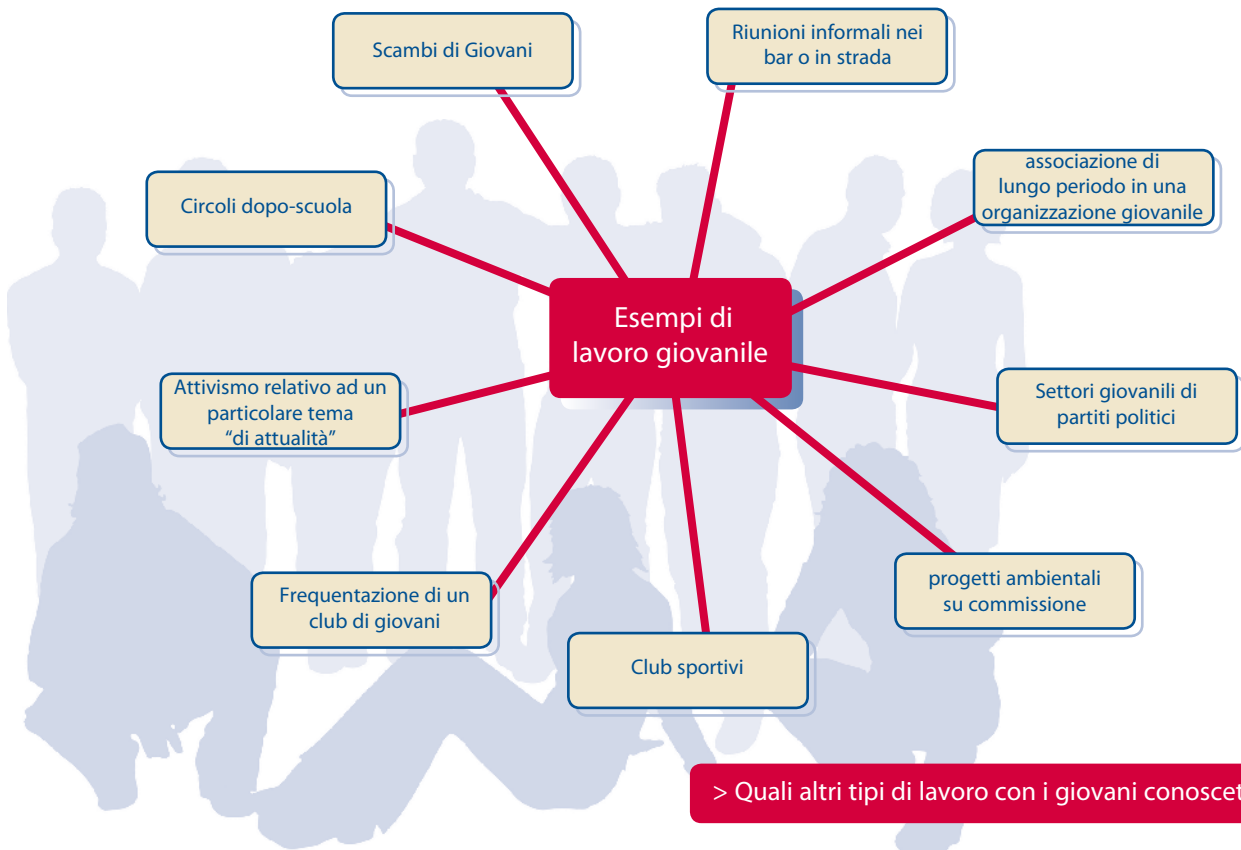 Scambi di Giovani
Riunioni informali nei
bar o in strada
associazione di
lungo periodo in una
organizzazione giovanile
Circoli dopo-scuola
Esempi di
lavoro giovanile
Attivismo relativo ad un
particolare tema
“di attualità”
Settori giovanili di
partiti politici
Frequentazione di un
club di giovani
progetti ambientali
su commissione
Club sportivi
> Quali altri tipi di lavoro con i giovani conoscet